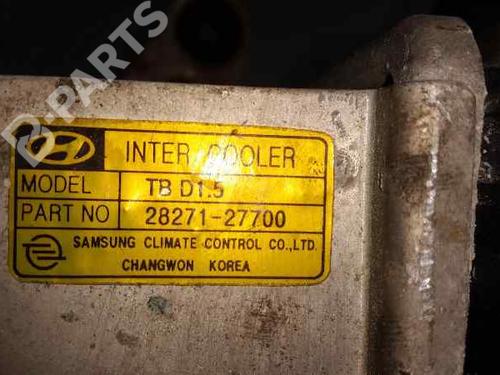 B-PARTS
INTER COOLER
MODEL TB D1.5
PART NO 28271-27700
SAMSUNG CLIMATE CONTROL CO.,LTD.
CHANGWON KOREA